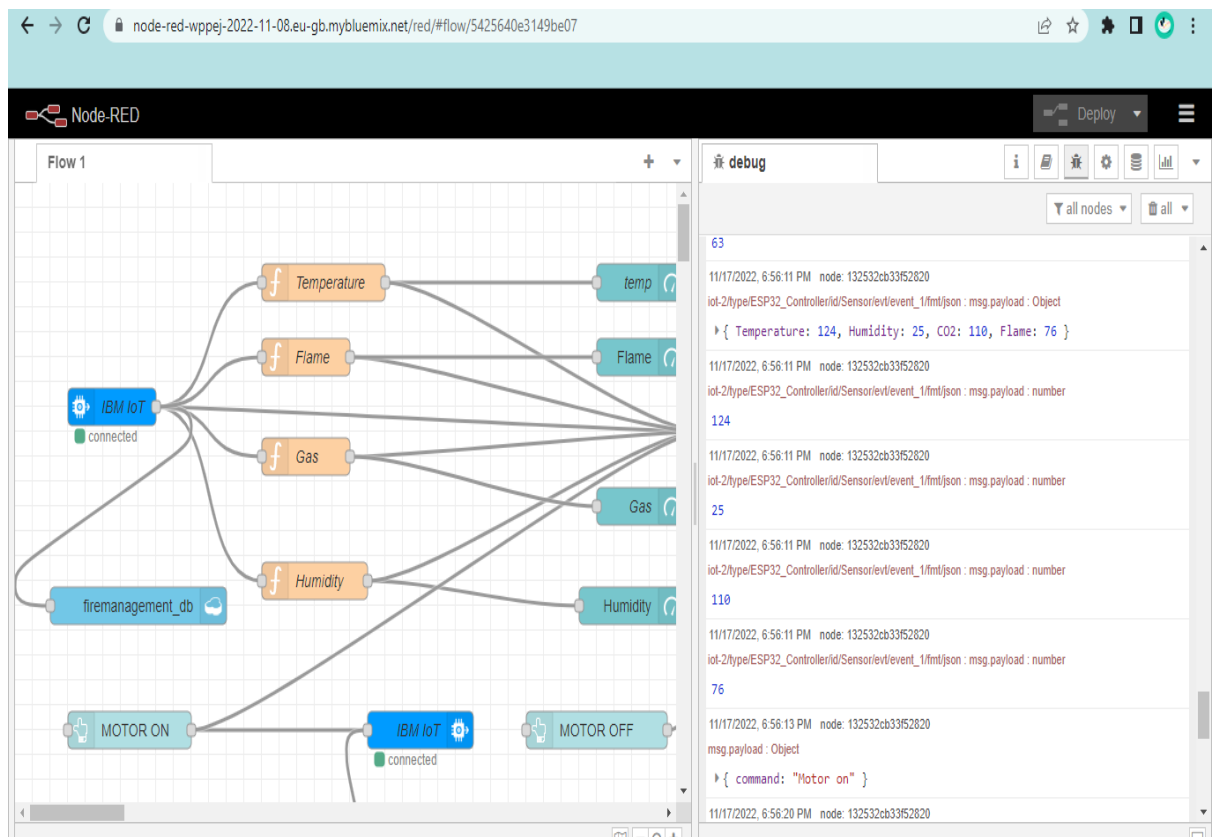 node-red-wppej-2022-11-08.eu-gb.mybluemix.net/red/#flow/5425640e3149be07
Node-RED
Deploy
Flow 1
Temperature
temp
Flame
Flame
IBM IoT
connected
Gas
Gas
Humidity
firemanagement_db
Humidity
MOTOR ON
IBM IoT
MOTOR OFF
connected
debug
i
all nodes
all
63
11/17/2022, 6:56:11 PM node: 132532cb33f52820
iot-2/type/ESP32_Controller/id/Sensor/evt/event_1/fmt/json : msg.payload : Object
{ Temperature: 124, Humidity: 25, CO2: 110, Flame: 76 }
11/17/2022, 6:56:11 PM node: 132532cb33f52820
iot-2/type/ESP32_Controller/id/Sensor/evt/event_1/fmt/json : msg.payload : number
124
11/17/2022, 6:56:11 PM node: 132532cb33f52820
iot-2/type/ESP32_Controller/id/Sensor/evt/event_1/fmt/json : msg.payload : number
25
11/17/2022, 6:56:11 PM node: 132532cb33f52820
iot-2/type/ESP32_Controller/id/Sensor/evt/event_1/fmt/json : msg.payload : number
110
11/17/2022, 6:56:11 PM node: 132532cb33f52820
iot-2/type/ESP32_Controller/id/Sensor/evt/event_1/fmt/json : msg.payload : number
76
11/17/2022, 6:56:13 PM node: 132532cb33f52820
msg.payload : Object
{ command: "Motor on" }
11/17/2022, 6:56:20 PM node: 132532cb33f52820